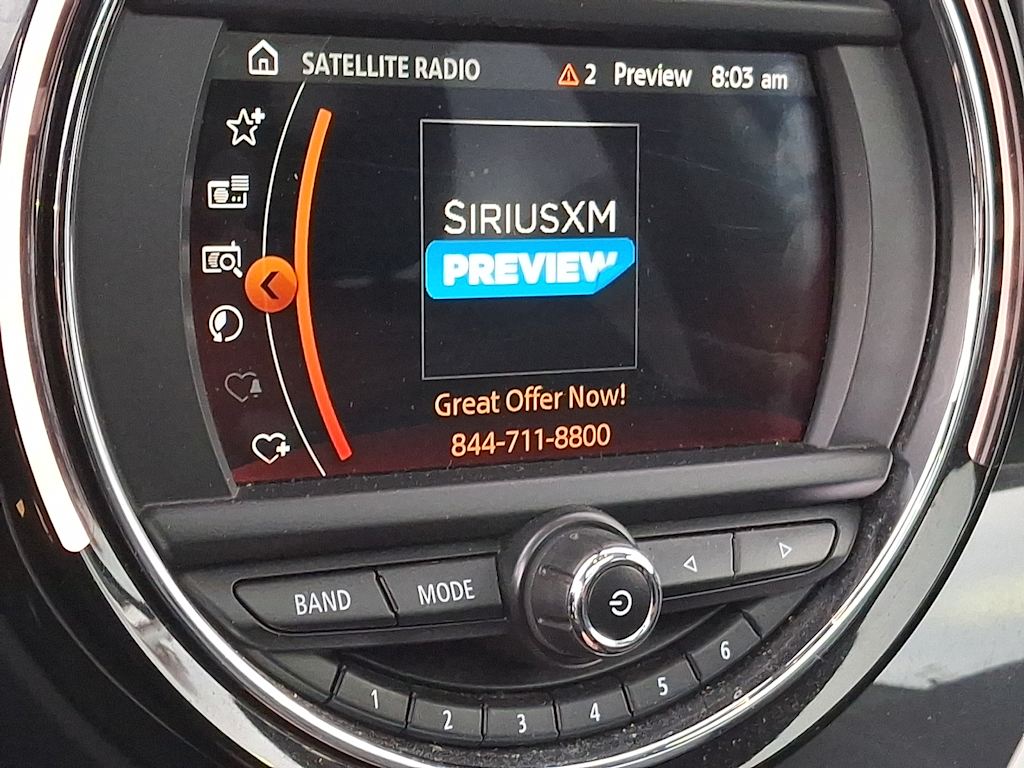 SATELLITE RADIO
2 Preview 8:03 am
SIRIUSXM
PREVIEW
Great Offer Now!
844-711-8800
BAND
MODE
1
2
3
4
5
6